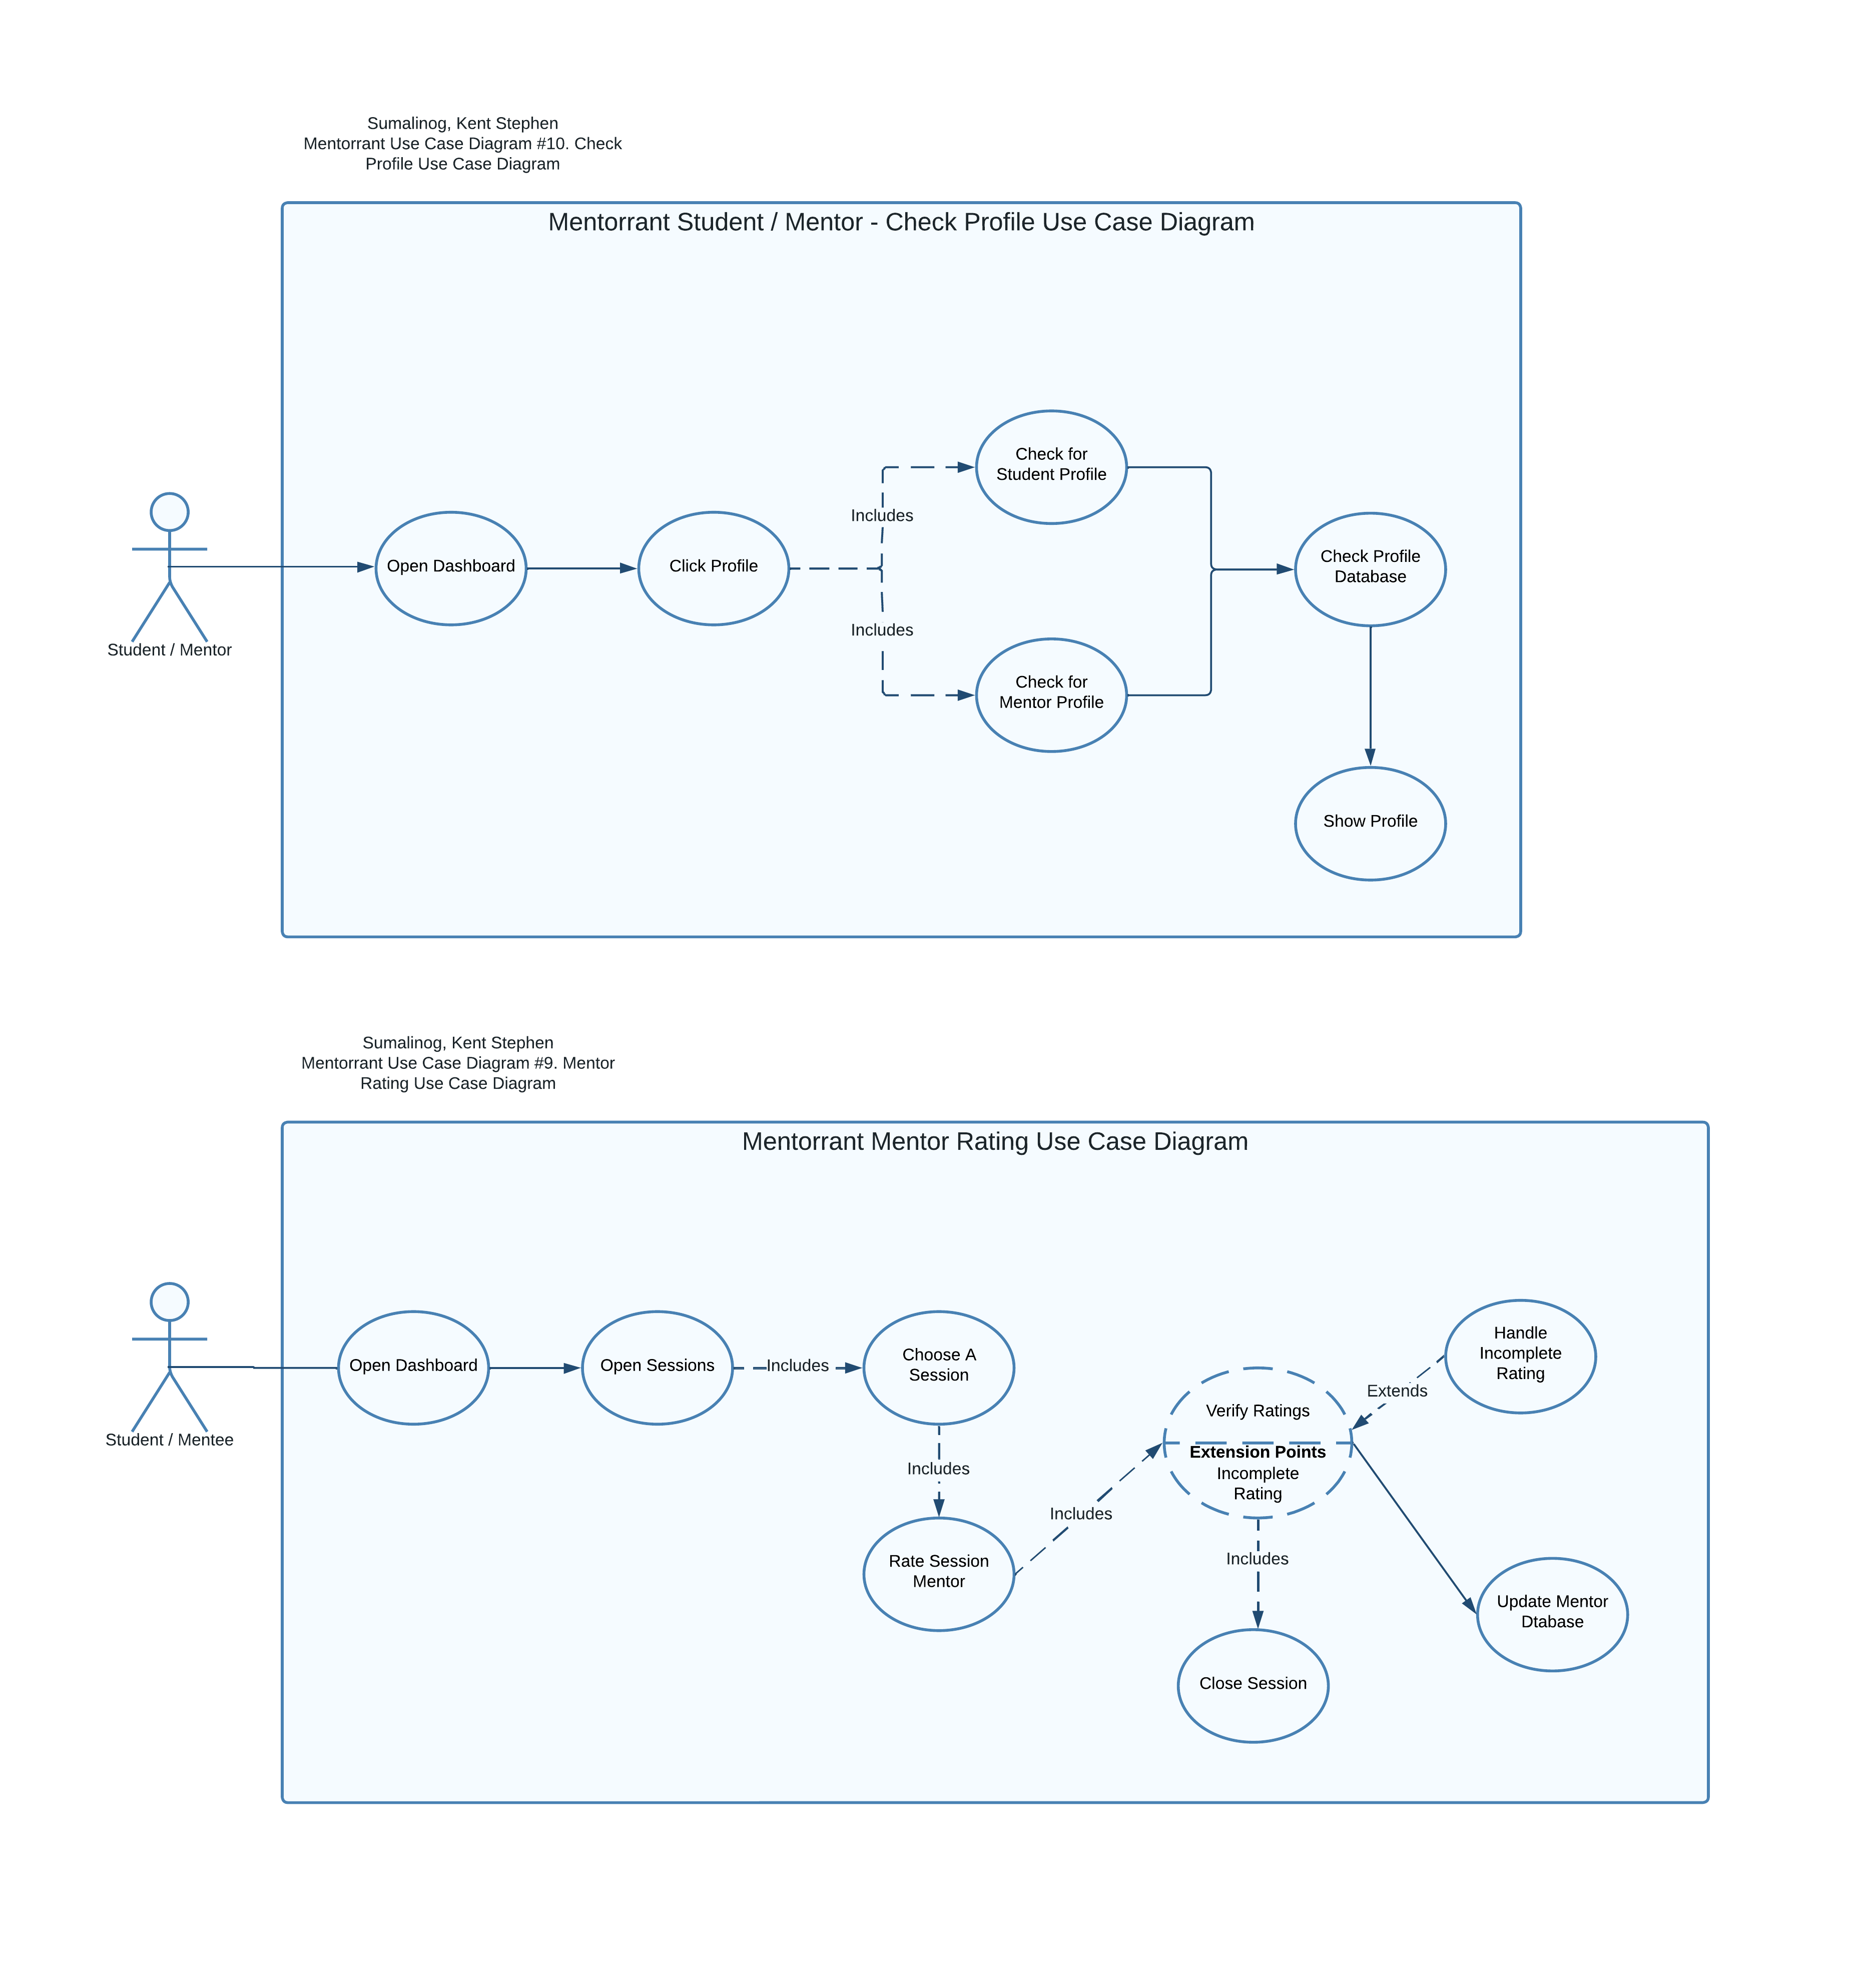 Sumalinog, Kent Stephen
Mentorrant Use Case Diagram #10. Check
Profile Use Case Diagram
Mentorrant Student / Mentor - Check Profile Use Case Diagram
Student / Mentor
Open Dashboard
Click Profile
Includes
Includes
Check for
Student Profile
Check for
Mentor Profile
Check Profile
Database
Show Profile
Sumalinog, Kent Stephen
Mentorrant Use Case Diagram #9. Mentor
Rating Use Case Diagram
Mentorrant Mentor Rating Use Case Diagram
Student / Mentee
Open Dashboard
Open Sessions
Includes
Choose A
Session
Includes
Rate Session
Mentor
Includes
Verify Ratings
Extension Points
Incomplete
Rating
Extends
Handle
Incomplete
Rating
Includes
Close Session
Update Mentor
Dtabase